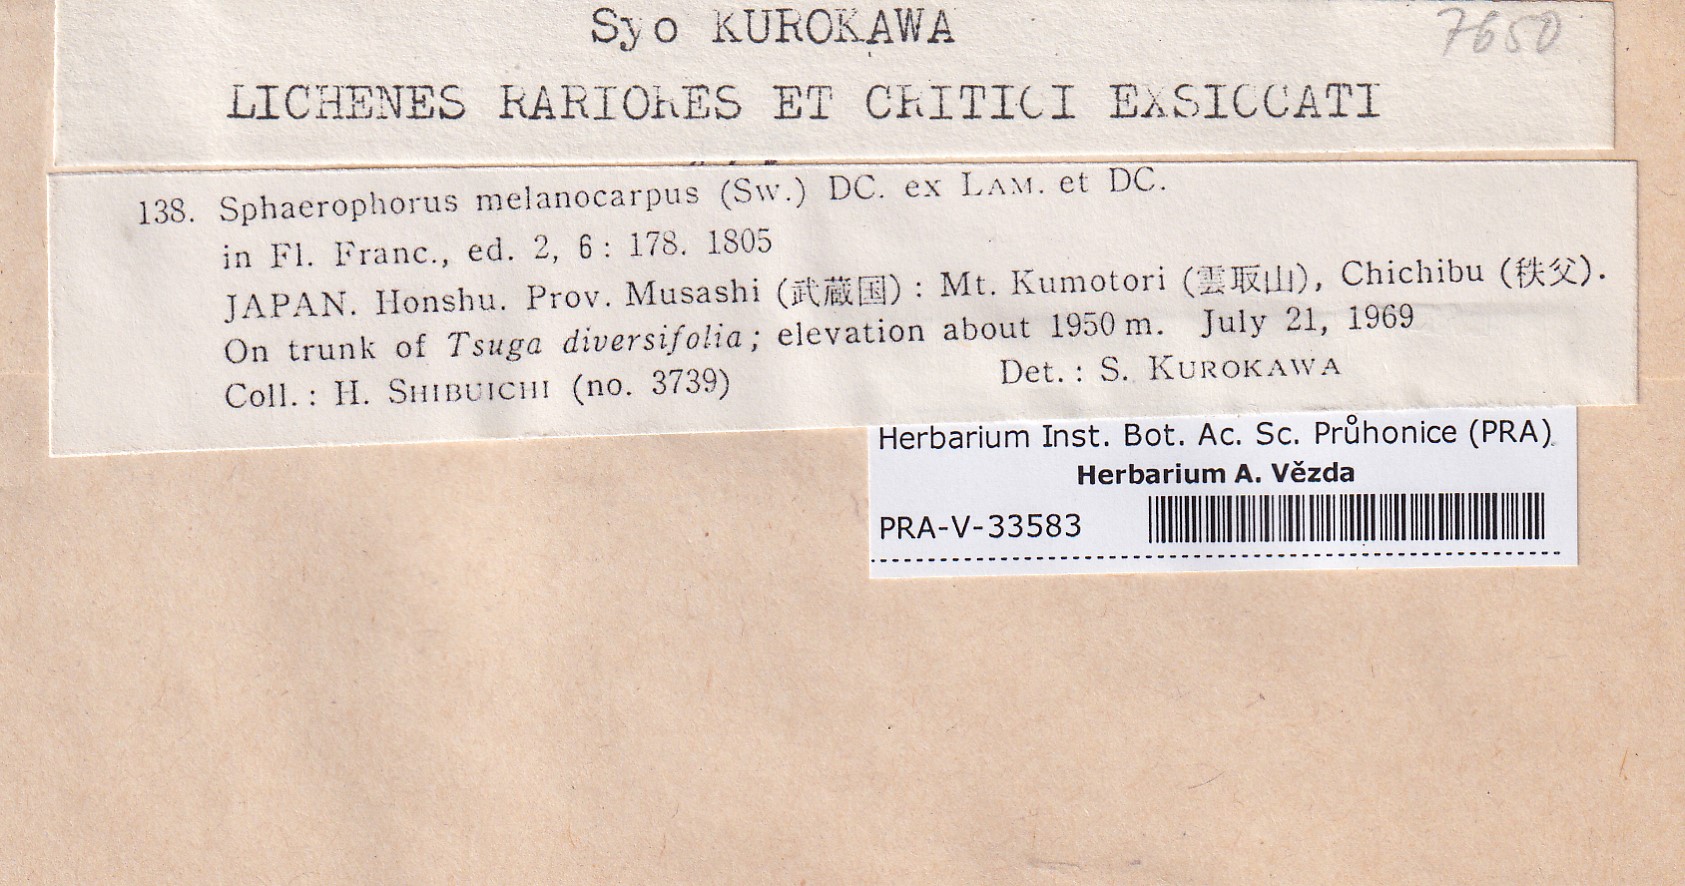 Syo KUROKAWA
7650
LICHENES RARIORES ET CRITICI EXSICCATI
138. Sphaerophorus melanocarpus (Sw.) DC. ex LAM. et DC.
in Fl. Franc., ed. 2, 6 : 178. 1805
JAPAN. Honshu. Prov. Musashi (武蔵国) : Mt. Kumotori (雲取山), Chichibu (秩父).
On trunk of Tsuga diversifolia; elevation about 1950 m. July 21, 1969
Coll. : H. SHIBUICHI (no. 3739) Det. : S. KUROKAWA
Herbarium Inst. Bot. Ac. Sc. Průhonice (PRA)
Herbarium A. Vězda
PRA-V-33583